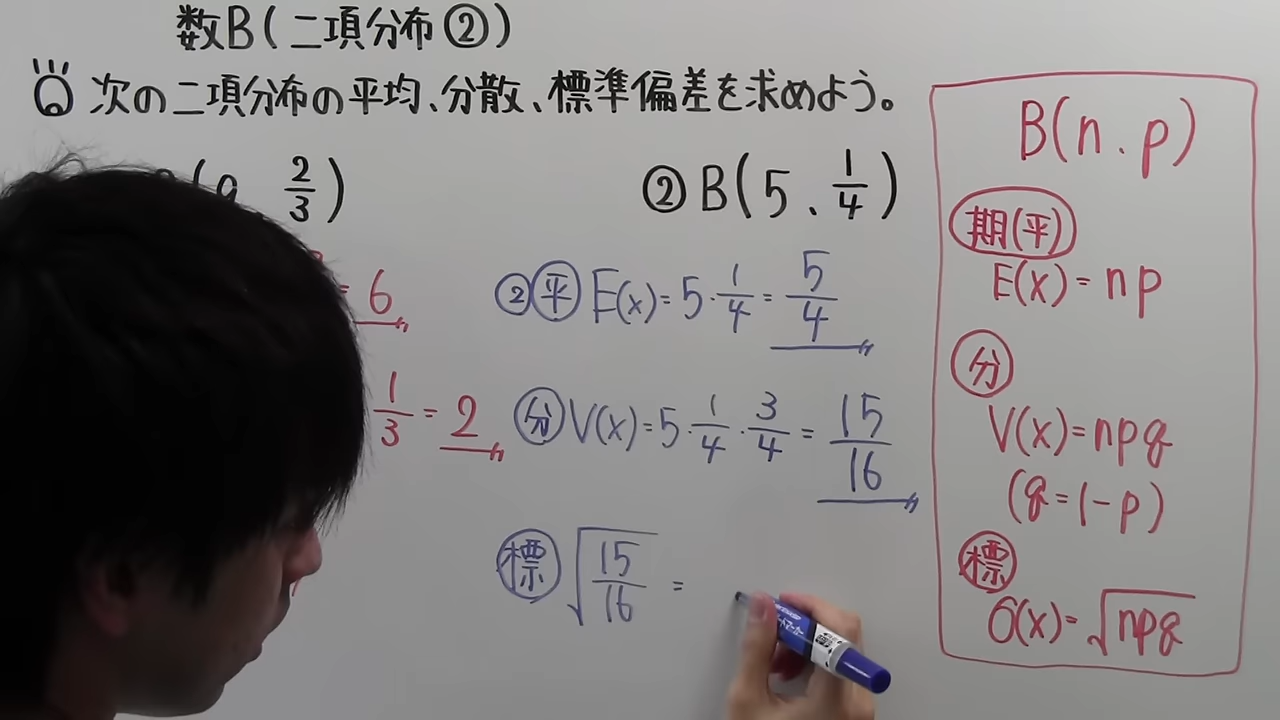 数B(二項分布②)
次の二項分布の平均、分散、標準偏差を求めよう。
(9 2/3)
②B(5、1/4)
= 6
1/3 = 2
②平 E(x)=5・1/4=5/4
分 V(x)=5・1/4・3/4=15/16
標 √15/16 =
B(n、p)
期(平)
E(x)=np
分
V(x)=npq
(q=1-p)
標
σ(x)=√npq